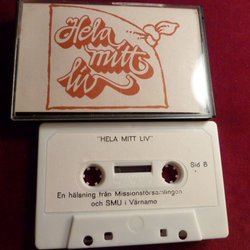 Hela
mitt
liv
"HELA MITT LIV"
Sid B
En hälsning från Missionsförsamlingen
och SMU i Värnamo